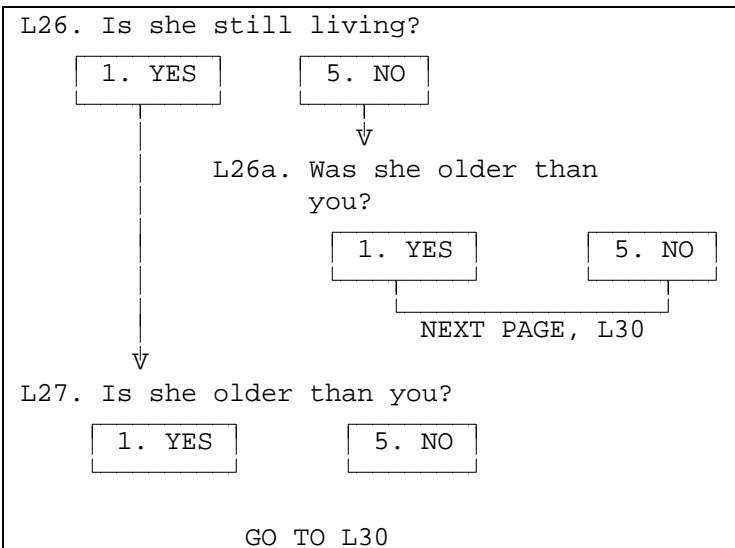 L26. Is she still living?
1. YES 5. NO
L26a. Was she older than
you?
1. YES 5. NO
NEXT PAGE, L30
L27. Is she older than you?
1. YES 5. NO
GO TO L30